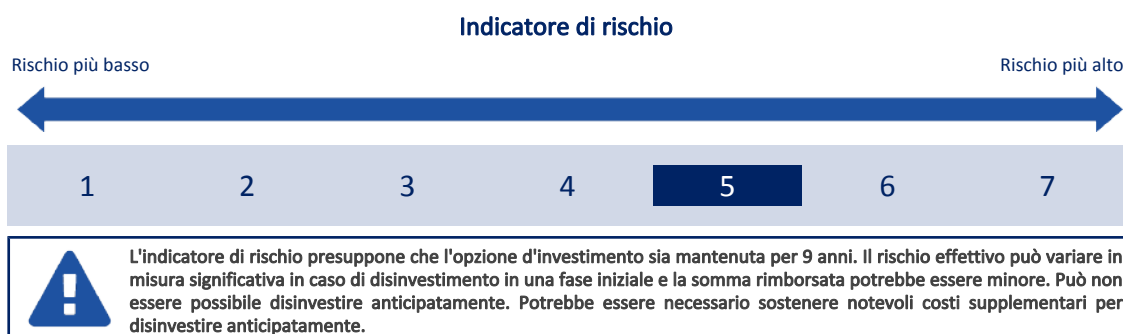 Indicatore di rischio
Rischio più basso
Rischio più alto
1 2 3 4 5 6 7
L'indicatore di rischio presuppone che l'opzione d'investimento sia mantenuta per 9 anni. Il rischio effettivo può variare in
misura significativa in caso di disinvestimento in una fase iniziale e la somma rimborsata potrebbe essere minore. Può non
essere possibile disinvestire anticipatamente. Potrebbe essere necessario sostenere notevoli costi supplementari per
disinvestire anticipatamente.